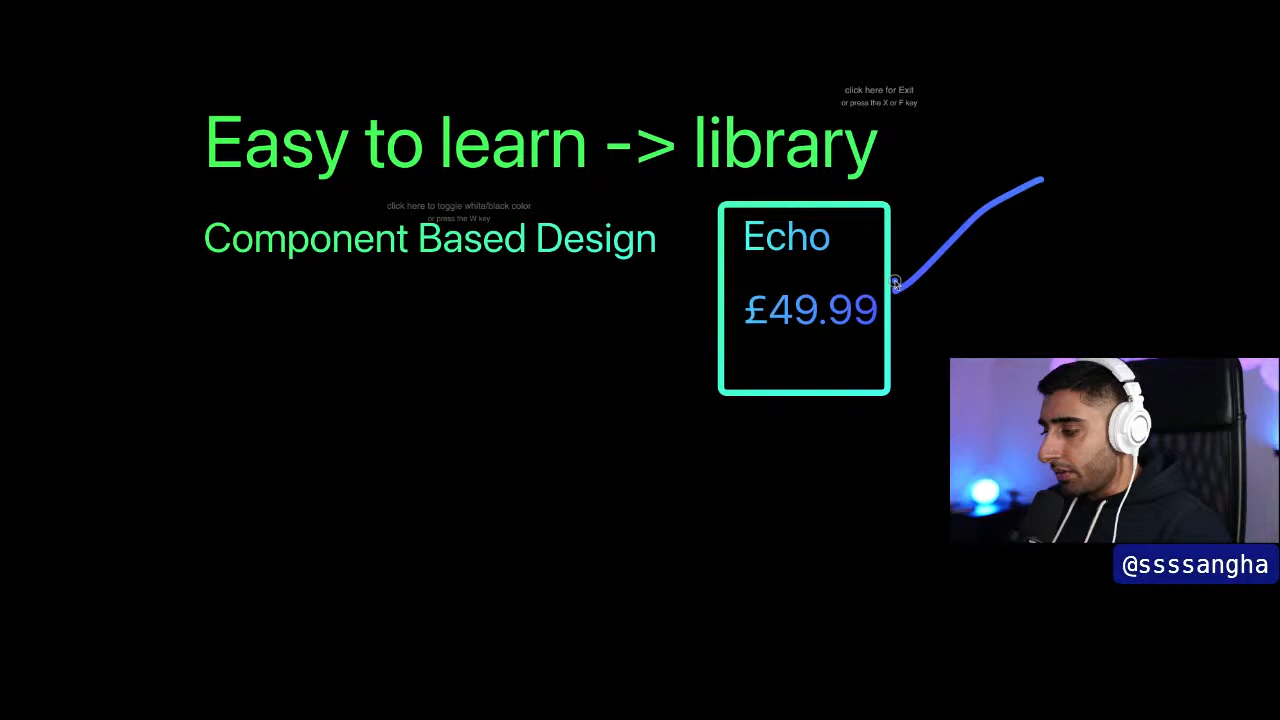 click here for Exit
or press the X or F key
Easy to learn -> library
click here to toggle white/black color
or press the W key
Component Based Design
Echo
£49.99
@ssssangha